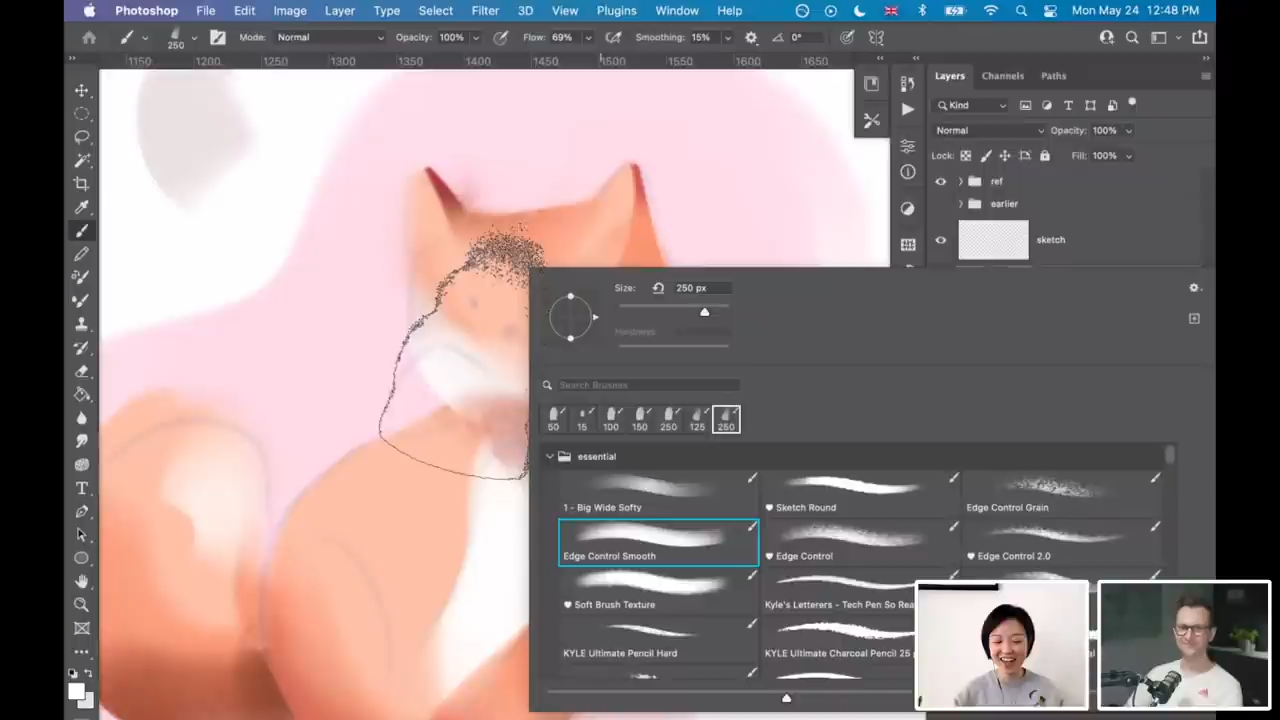 Photoshop File Edit Image Layer Type Select Filter 3D View Plugins Window Help Mon May 24 12:48 PM
250 Mode: Normal Opacity: 100% Flow: 69% Smoothing: 15% 0°
1150 1200 1250 1300 1350 1400 1450 1500 1550 1600 1650
Layers Channels Paths
Kind
Normal Opacity: 100%
Lock: Fill: 100%
ref
earlier
sketch
Size: 250 px
Hardness:
Search Brushes
50 15 100 150 250 125 250
essential
1 - Big Wide Softy Sketch Round Edge Control Grain
Edge Control Smooth Edge Control Edge Control 2.0
Soft Brush Texture Kyle's Letterers - Tech Pen So Rea
KYLE Ultimate Pencil Hard KYLE Ultimate Charcoal Pencil 25